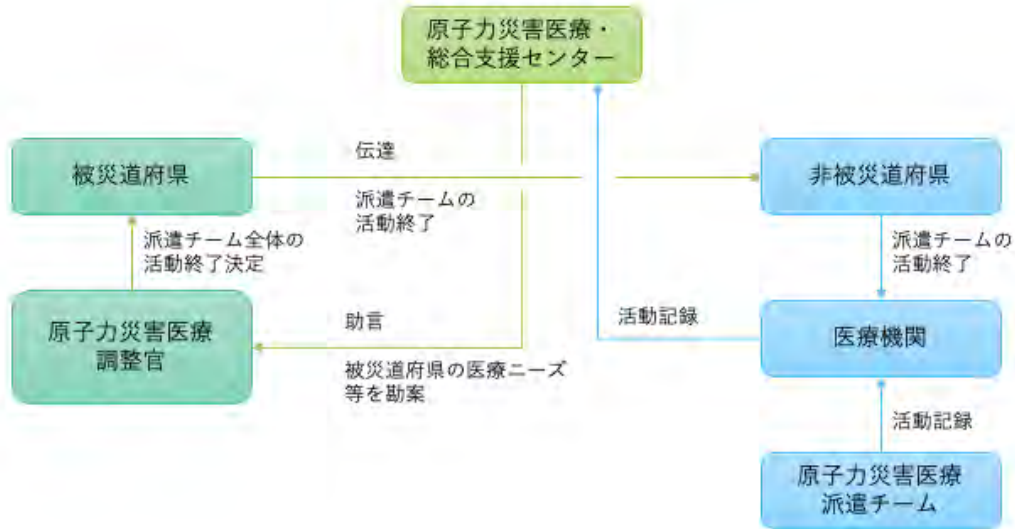 原子力災害医療・
総合支援センター
被災道府県
伝達
派遣チームの
活動終了
非被災道府県
派遣チーム全体の
活動終了決定
派遣チームの
活動終了
原子力災害医療
調整官
助言
被災道府県の医療ニーズ
等を勘案
活動記録
医療機関
活動記録
原子力災害医療
派遣チーム